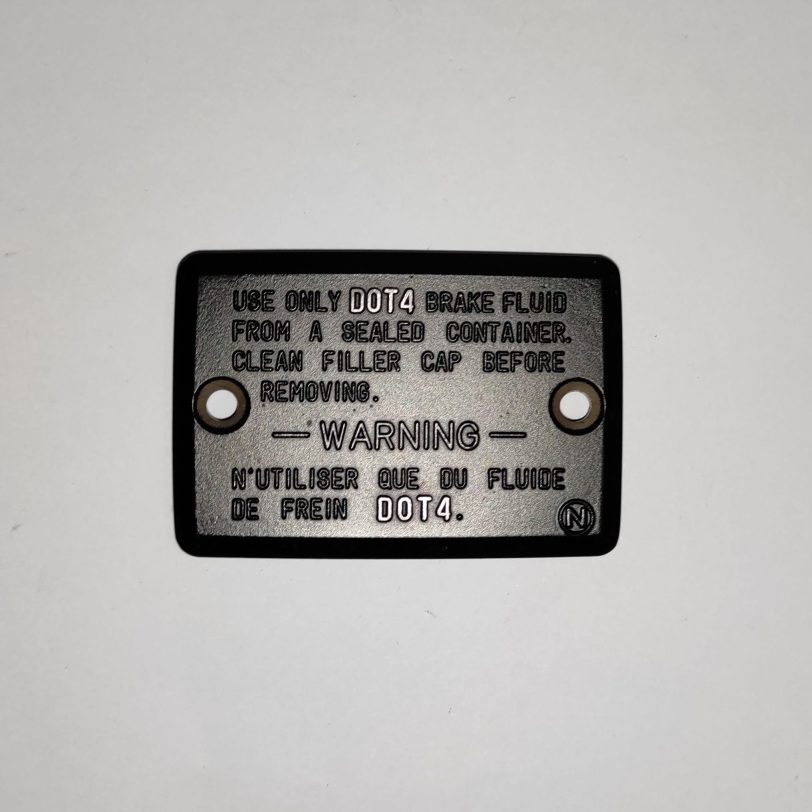 USE ONLY DOT4 BRAKE FLUID
FROM A SEALED CONTAINER.
CLEAN FILLER CAP BEFORE
REMOVING.
— WARNING —
N'UTILISER QUE DU FLUIDE
DE FREIN DOT4.
N